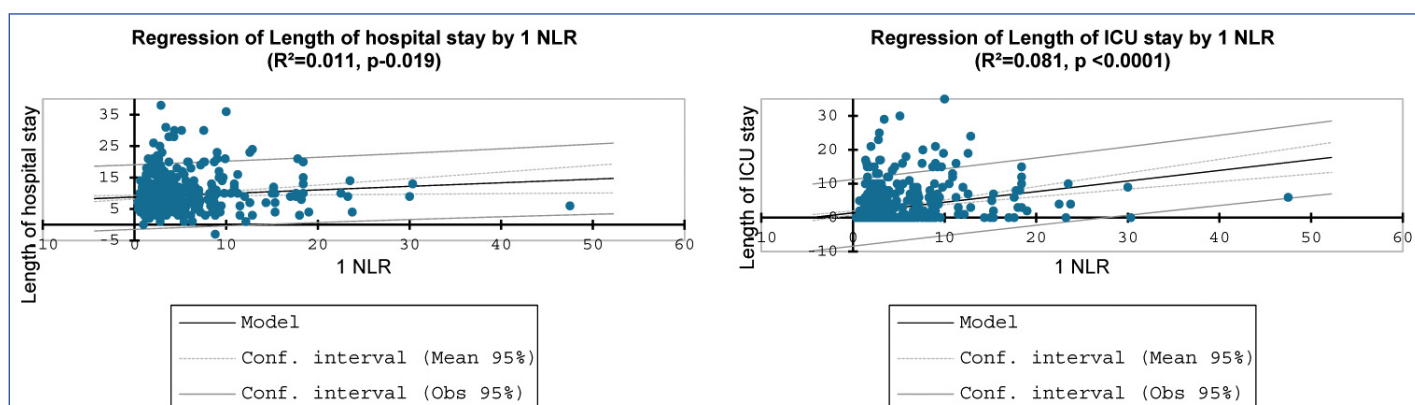 Regression of Length of hospital stay by 1 NLR
(R²=0.011, p-0.019)
Length of hospital stay
35
25
15
5
-5
10
0
10
20
30
40
50
60
1 NLR
Model
Conf. interval (Mean 95%)
Conf. interval (Obs 95%)
Regression of Length of ICU stay by 1 NLR
(R²=0.081, p <0.0001)
Length of ICU stay
30
20
10
0
-10
10
0
10
20
30
40
50
60
1 NLR
Model
Conf. interval (Mean 95%)
Conf. interval (Obs 95%)